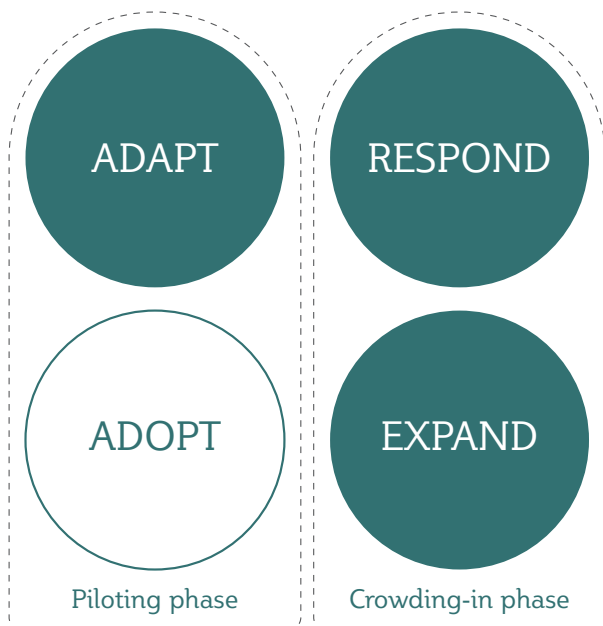 ADAPT
RESPOND
ADOPT
EXPAND
Piloting phase
Crowding-in phase